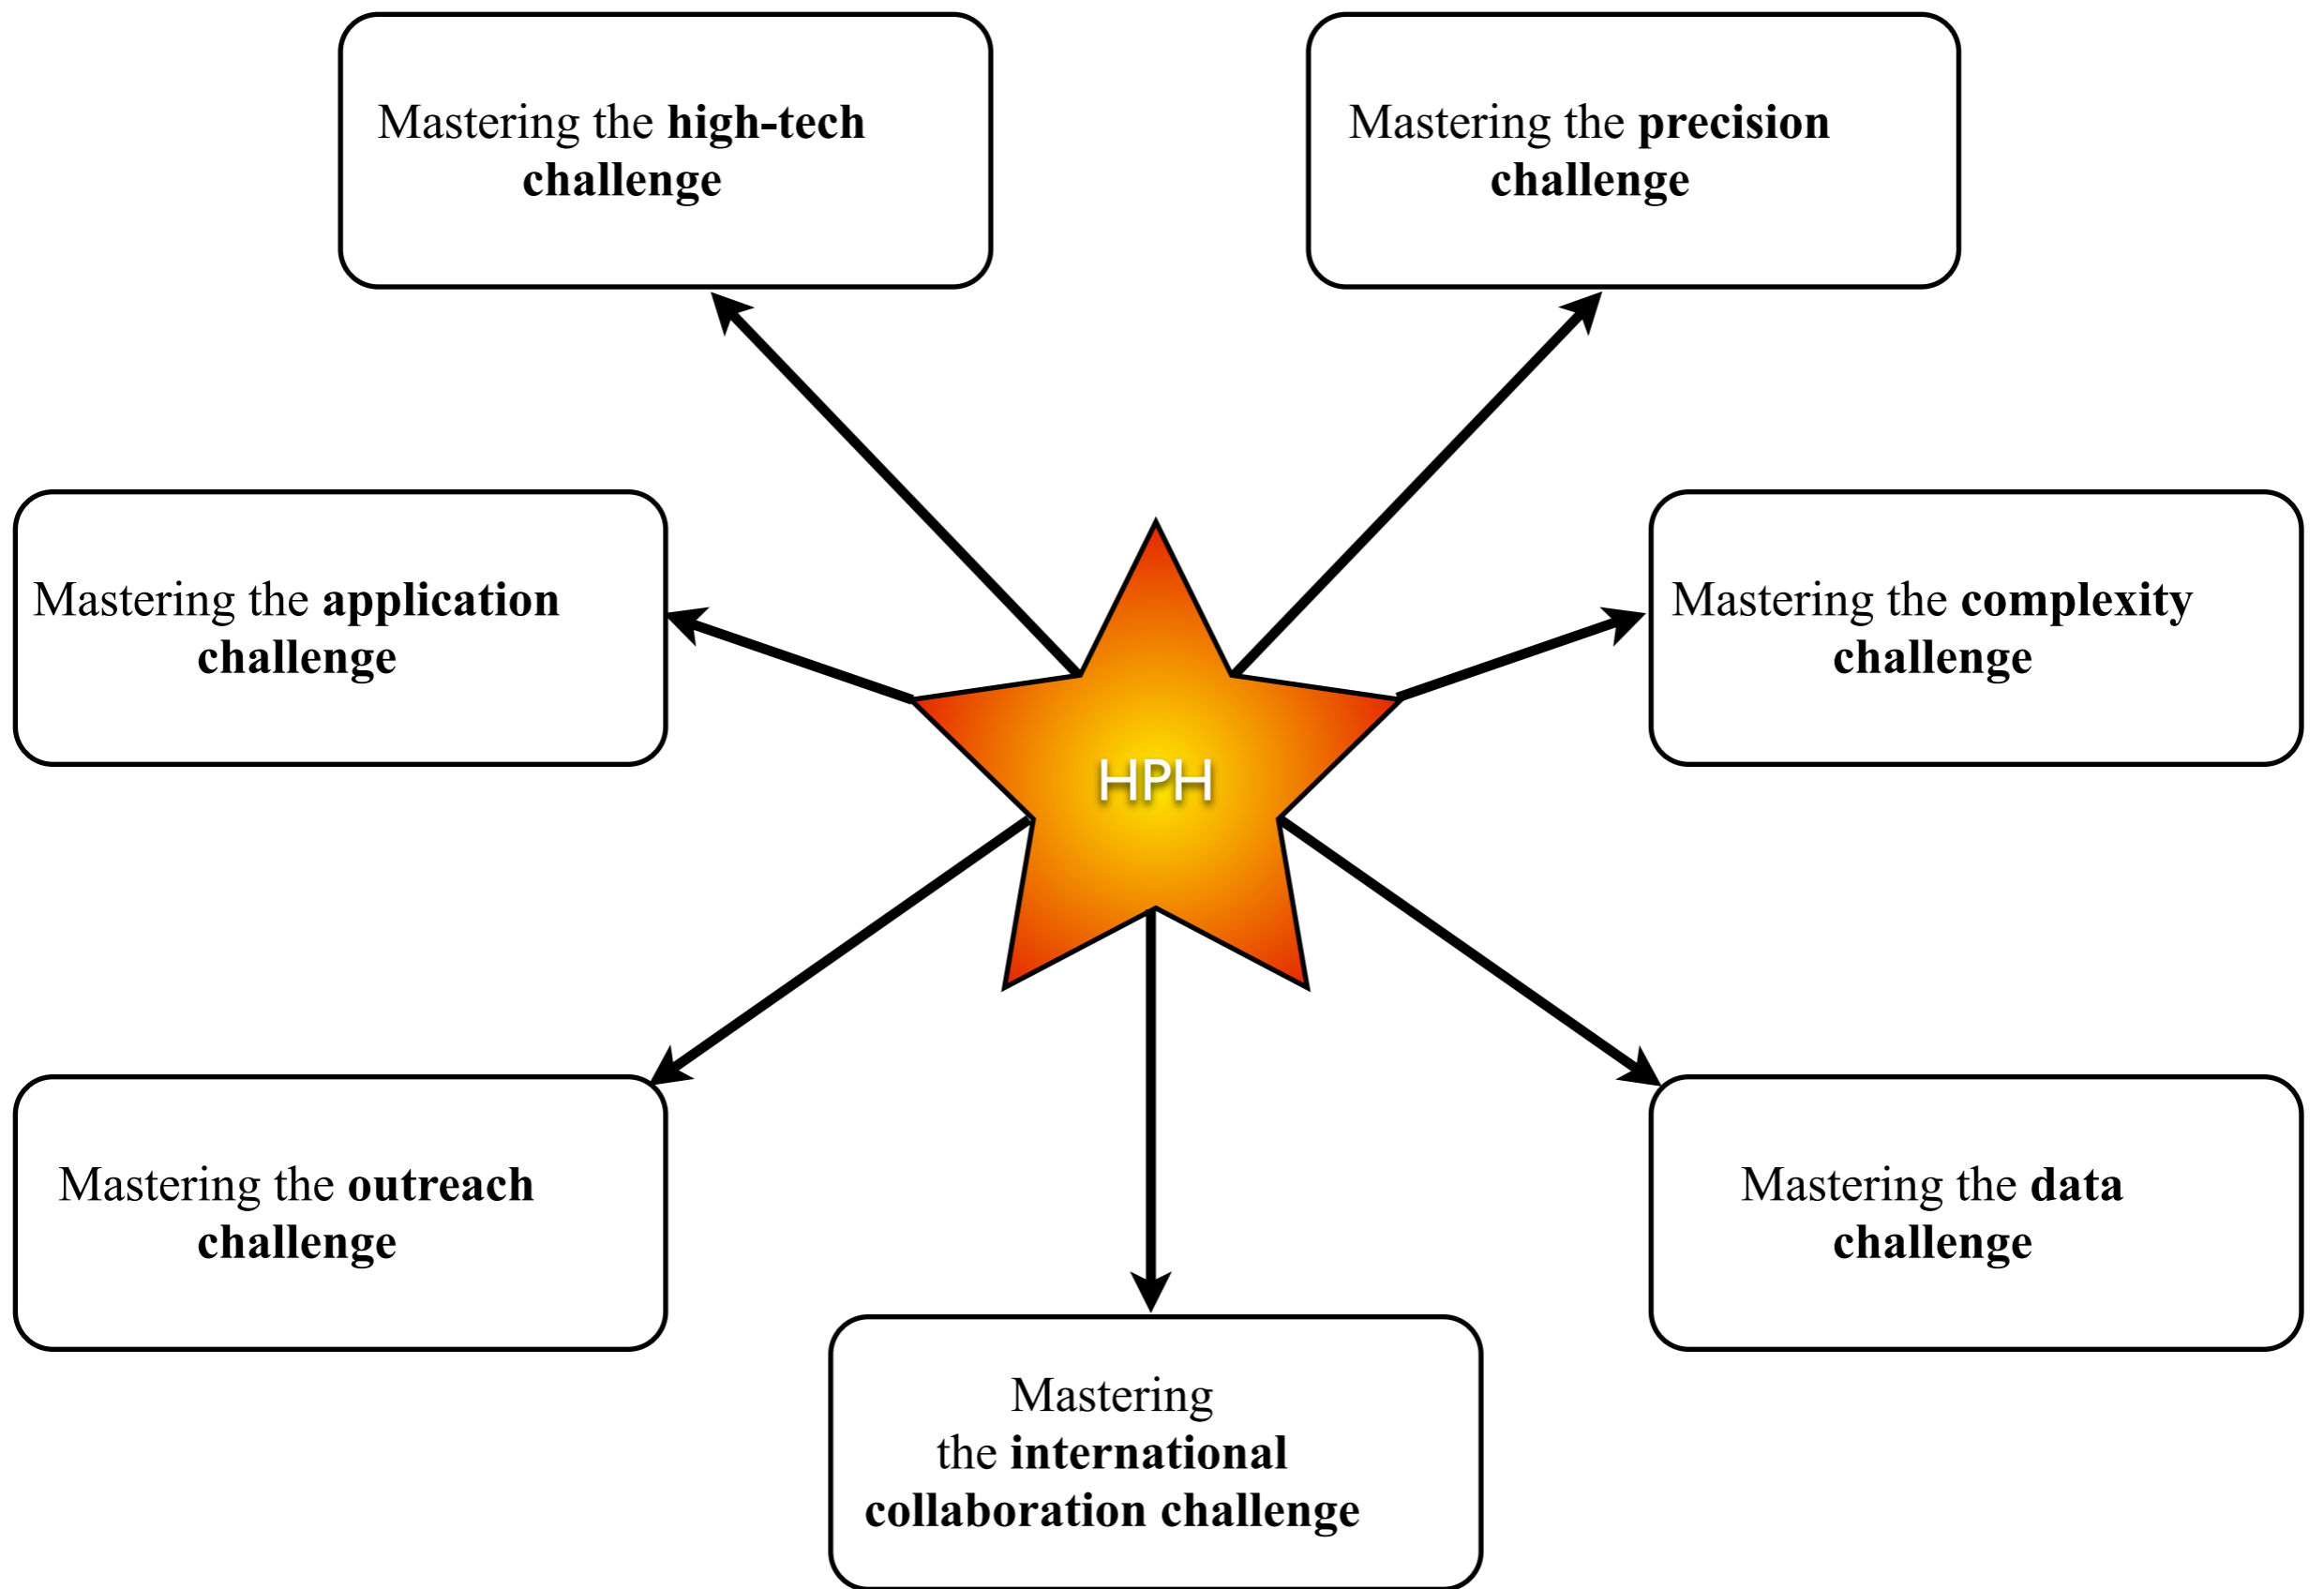 Mastering the high-tech
challenge
Mastering the precision
challenge
Mastering the application
challenge
Mastering the complexity
challenge
HPH
Mastering the outreach
challenge
Mastering the data
challenge
Mastering
the international
collaboration challenge